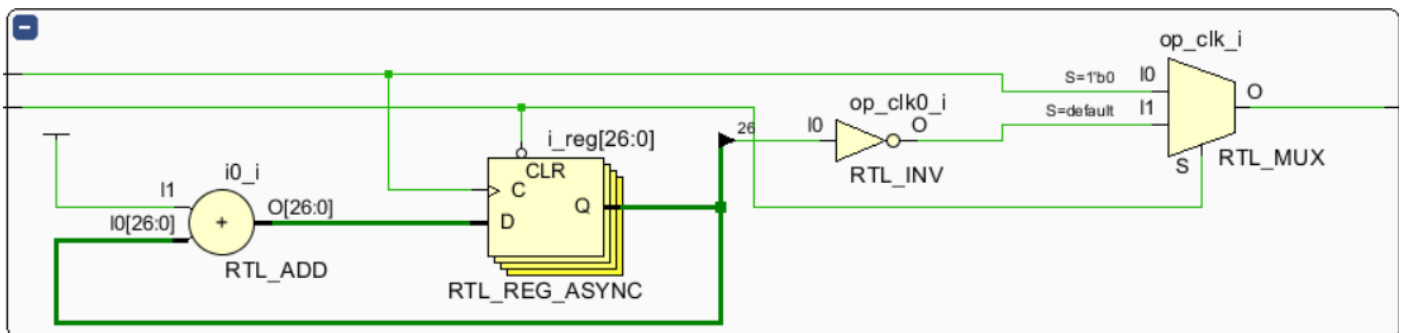 op_clk_i
S=1'b0 I0
O
op_clk0_i
S=default I1
26 I0 O
i_reg[26:0]
RTL_MUX
S
RTL_INV
CLR
i0_i
I1
C
Q
O[26:0]
I0[26:0]
+
D
RTL_ADD
RTL_REG_ASYNC